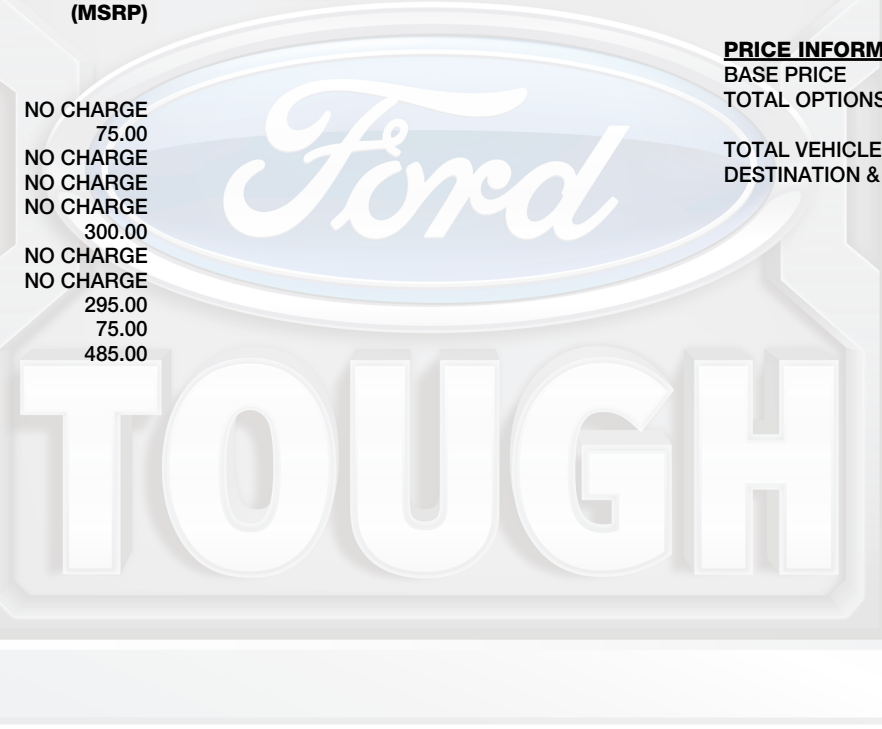 (MSRP)
NO CHARGE
75.00
NO CHARGE
NO CHARGE
NO CHARGE
300.00
NO CHARGE
NO CHARGE
295.00
75.00
485.00
PRICE INFORM
BASE PRICE
TOTAL OPTIONS
TOTAL VEHICLE
DESTINATION &
Ford
TOUGH